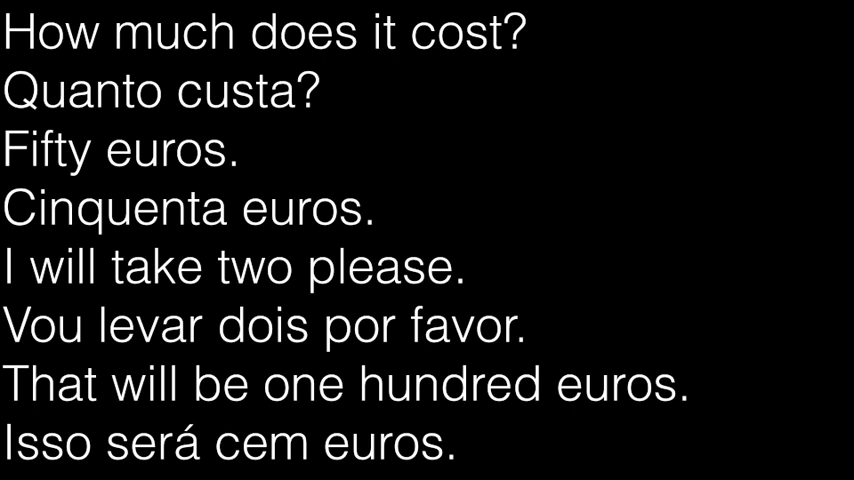 How much does it cost?
Quanto custa?
Fifty euros.
Cinquenta euros.
I will take two please.
Vou levar dois por favor.
That will be one hundred euros.
Isso será cem euros.